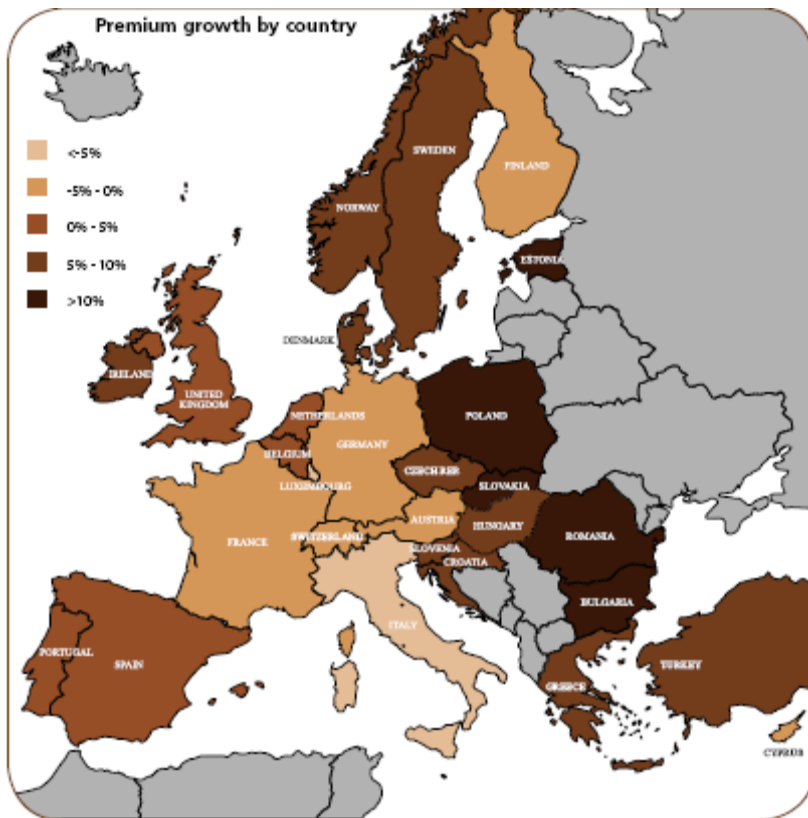 Premium growth by country
<-5%
-5% - 0%
0% - 5%
5% - 10%
>10%
SWEDEN
FINLAND
NORWAY
ESTONIA
DENMARK
IRELAND
UNITED
KINGDOM
NETHERLANDS
POLAND
GERMANY
BELGIUM
CZECH REP
LUXEMBOURG
SLOVAKIA
AUSTRIA
HUNGARY
FRANCE
SWITZERLAND
ROMANIA
SLOVENIA
CROATIA
BULGARIA
ITALY
PORTUGAL
SPAIN
TURKEY
GREECE
CYPRUS